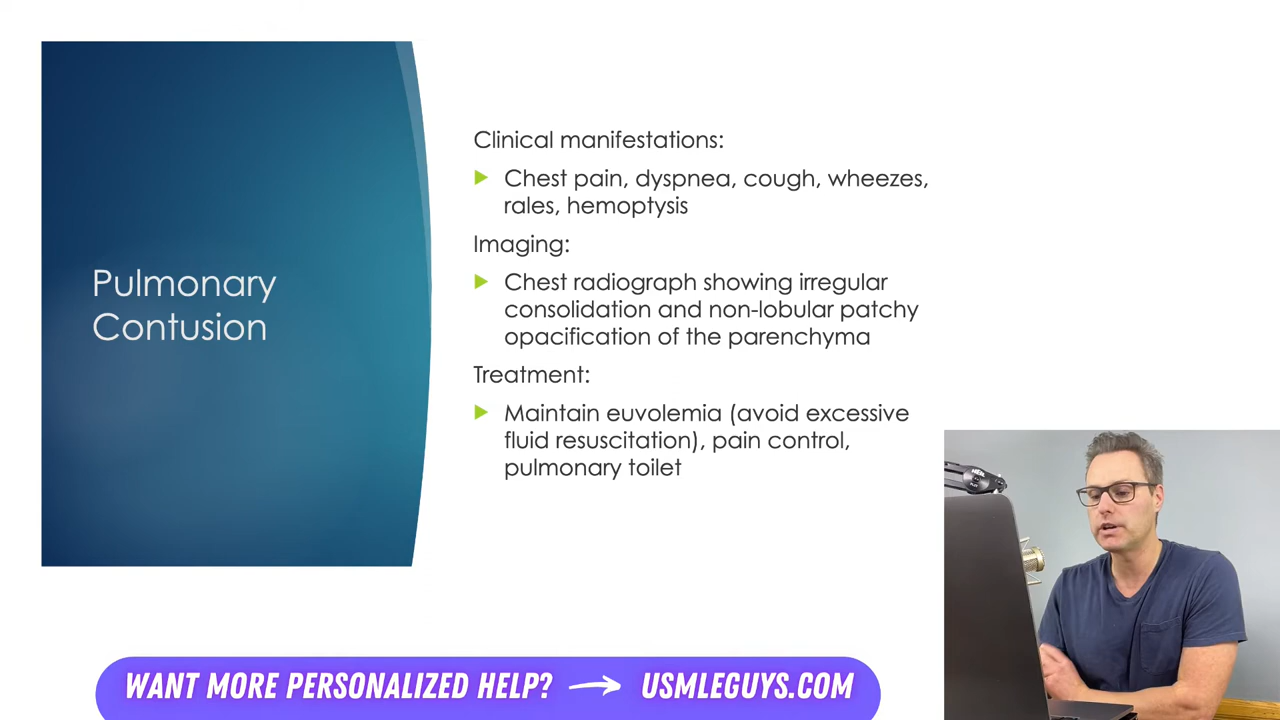 Pulmonary
Contusion
Clinical manifestations:
Chest pain, dyspnea, cough, wheezes,
rales, hemoptysis
Imaging:
Chest radiograph showing irregular
consolidation and non-lobular patchy
opacification of the parenchyma
Treatment:
Maintain euvolemia (avoid excessive
fluid resuscitation), pain control,
pulmonary toilet
WANT MORE PERSONALIZED HELP? → USMLEGUYS.COM